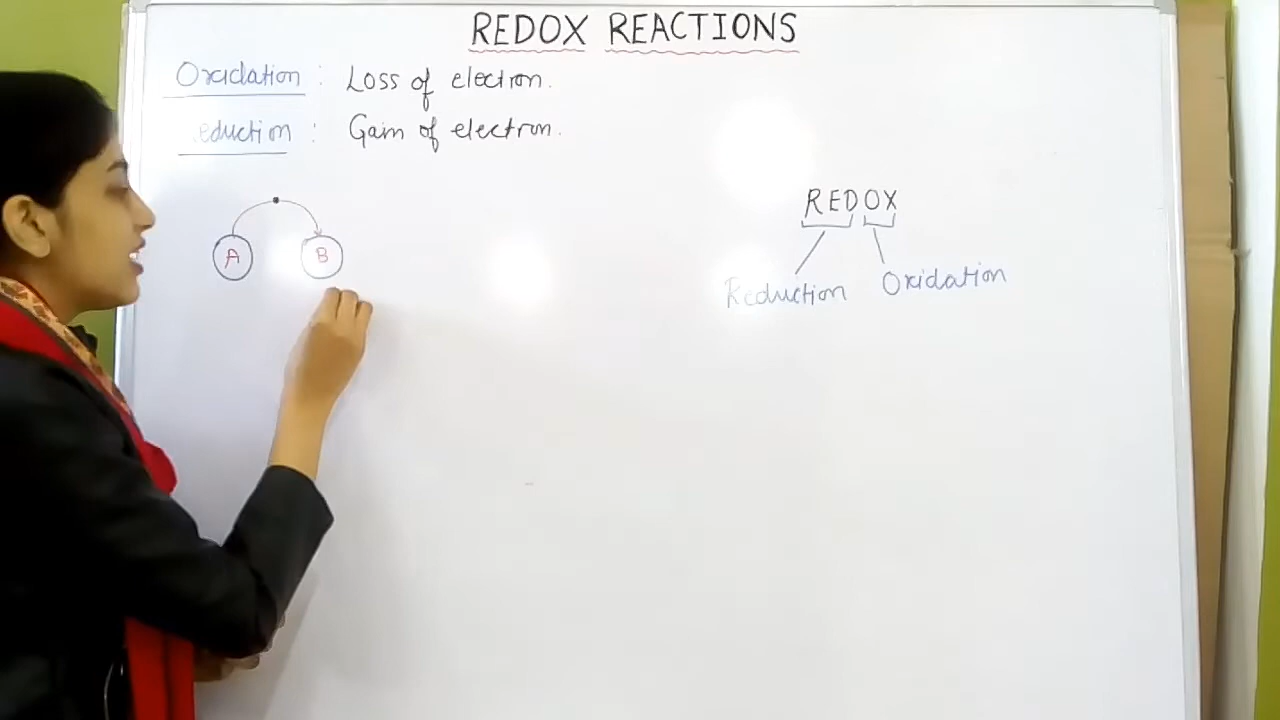 REDOX REACTIONS
Oxidation : Loss of electron.
eduction : Gain of electron.
A B
REDOX
Reduction Oxidation